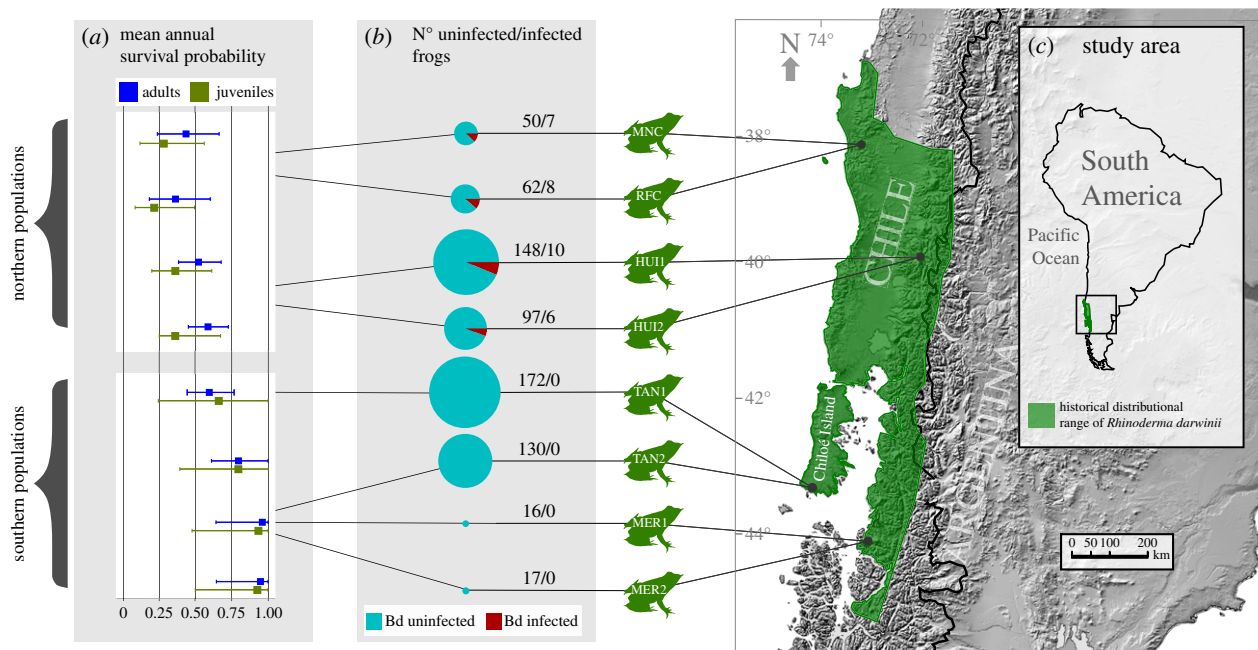 (a) mean annual
survival probability
adults juveniles
northern populations
southern populations
0 0.25 0.50 0.75 1.00
(b) N° uninfected/infected
frogs
50/7
62/8
148/10
97/6
172/0
130/0
16/0
17/0
Bd uninfected Bd infected
MNC
RFC
HUI1
HUI2
TAN1
TAN2
MER1
MER2
N
74° 72°
38°
40°
42°
44°
CHILE
Chiloé Island
ARGENTINA
0 50 100 200
km
(c) study area
South
America
Pacific
Ocean
historical distributional
range of Rhinoderma darwinii